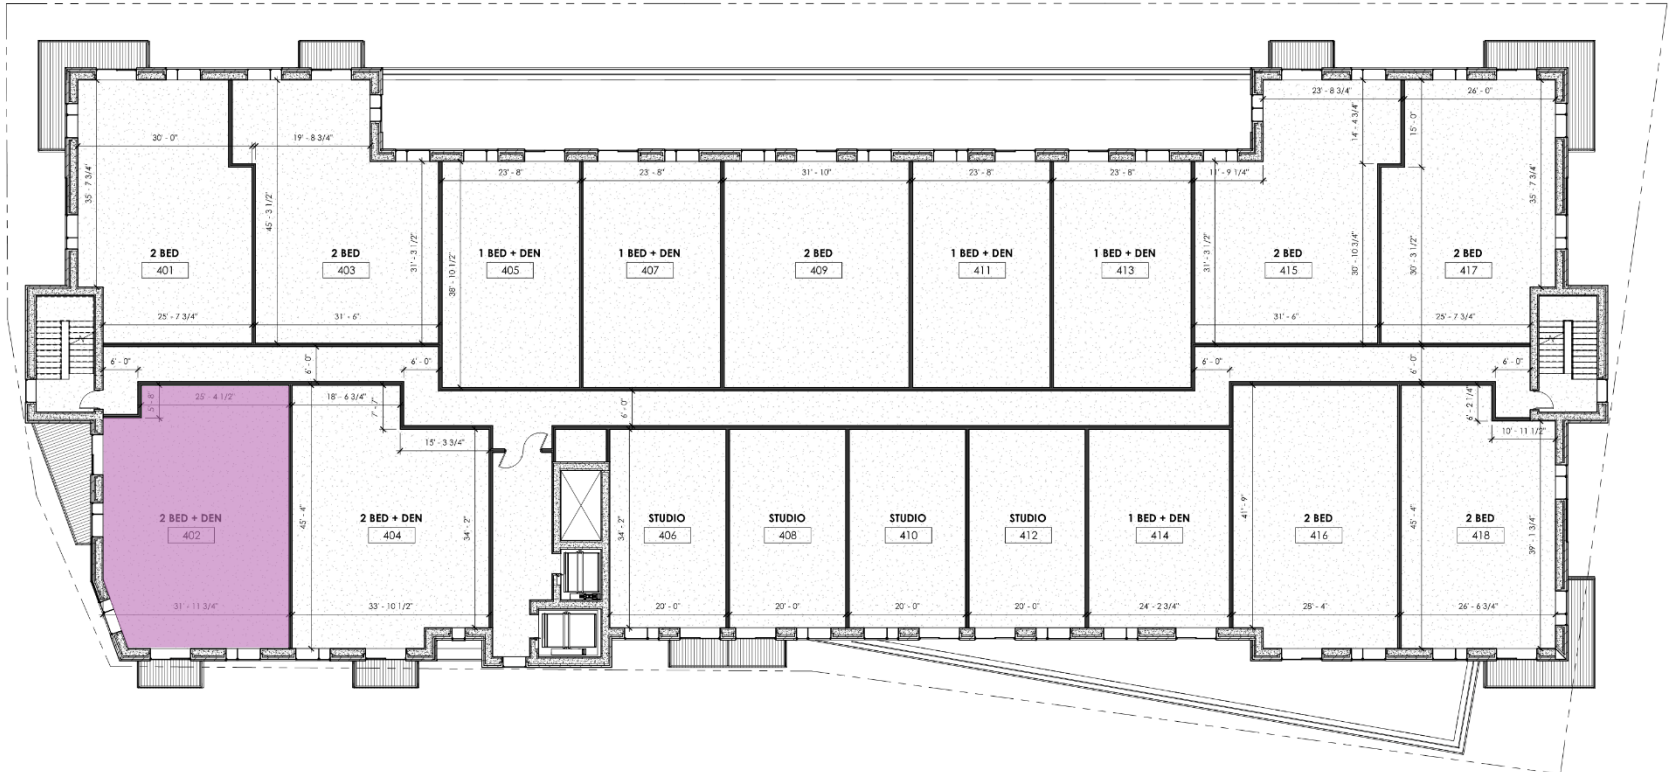 23' - 8 3/4"
26' - 0"
14' - 4 3/4"
15' - 0"
30' - 0"
19' - 8 3/4"
23' - 8"
23' - 8"
31' - 10"
23' - 8"
23' - 8"
11' - 9 1/4"
35' - 7 3/4"
45' - 3 1/2"
31' - 3 1/2"
38' - 10 1/2"
31' - 3 1/2"
30' - 10 3/4"
30' - 3 1/2"
35' - 7 3/4"
2 BED
401
2 BED
403
1 BED + DEN
405
1 BED + DEN
407
2 BED
409
1 BED + DEN
411
1 BED + DEN
413
2 BED
415
2 BED
417
25' - 7 3/4"
31' - 6"
31' - 6"
25' - 7 3/4"
6' - 0"
6' - 0"
6' - 0"
6' - 0"
6' - 0"
6' - 0"
6' - 0"
5' - 8"
25' - 4 1/2"
18' - 6 3/4"
7' - 7"
15' - 3 3/4"
6' - 2 1/4"
10' - 11 1/2"
2 BED + DEN
402
45' - 4"
2 BED + DEN
404
34' - 2"
34' - 2"
STUDIO
406
STUDIO
408
STUDIO
410
STUDIO
412
1 BED + DEN
414
41' - 9"
2 BED
416
45' - 4"
2 BED
418
39' - 1 3/4"
31' - 11 3/4"
33' - 10 1/2"
20' - 0"
20' - 0"
20' - 0"
20' - 0"
24' - 2 3/4"
28' - 4"
26' - 6 3/4"